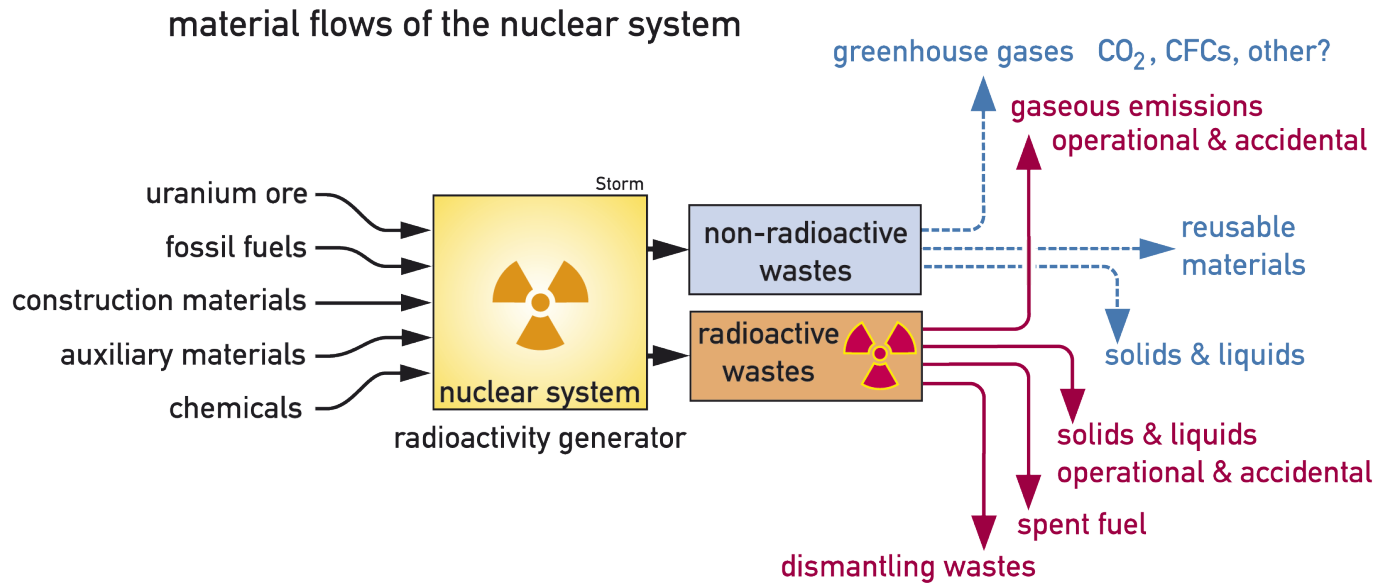 material flows of the nuclear system
greenhouse gases CO₂, CFCs, other?
gaseous emissions
operational & accidental
uranium ore
fossil fuels
construction materials
auxiliary materials
chemicals
Storm
nuclear system
radioactivity generator
non-radioactive
wastes
radioactive
wastes
reusable
materials
solids & liquids
solids & liquids
operational & accidental
spent fuel
dismantling wastes